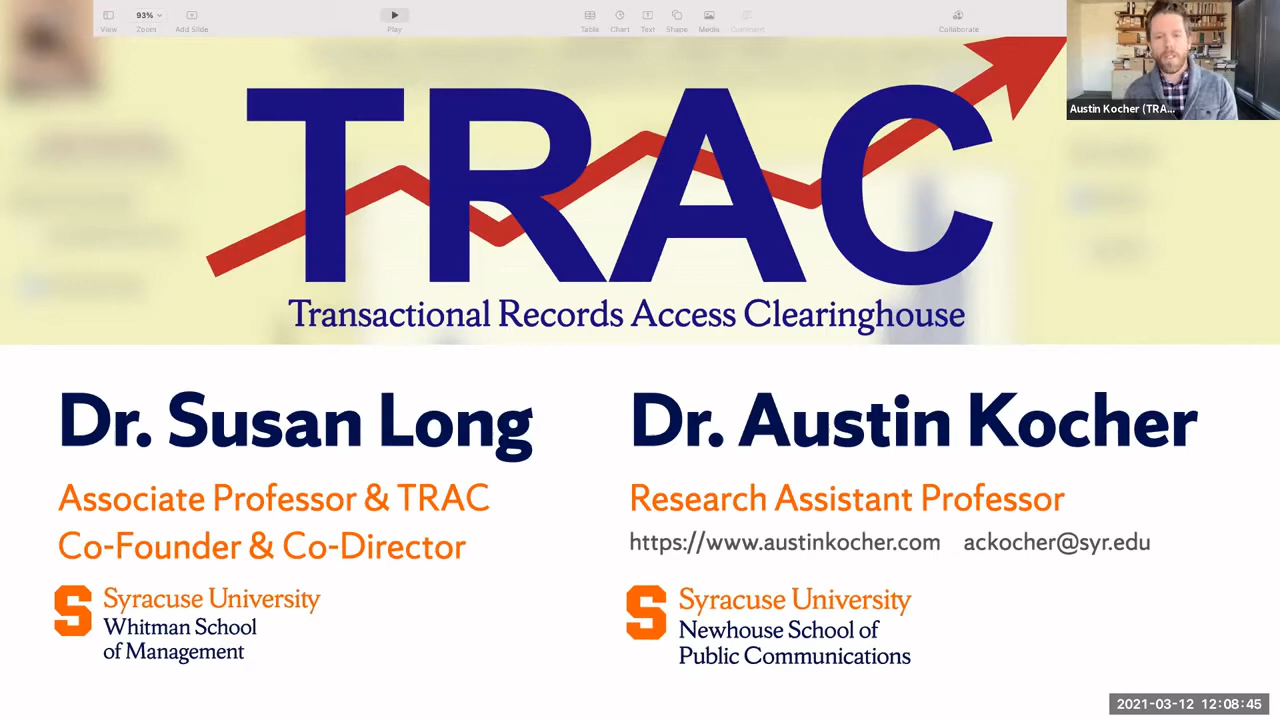 View
93%
Zoom
Add Slide
Play
Table
Chart
Text
Shape
Media
Comment
Collaborate
Austin Kocher (TRA...
TRAC
Transactional Records Access Clearinghouse
Dr. Susan Long
Associate Professor & TRAC
Co-Founder & Co-Director
S Syracuse University
Whitman School
of Management
Dr. Austin Kocher
Research Assistant Professor
https://www.austinkocher.com ackocher@syr.edu
S Syracuse University
Newhouse School of
Public Communications
2021-03-12 12:08:45